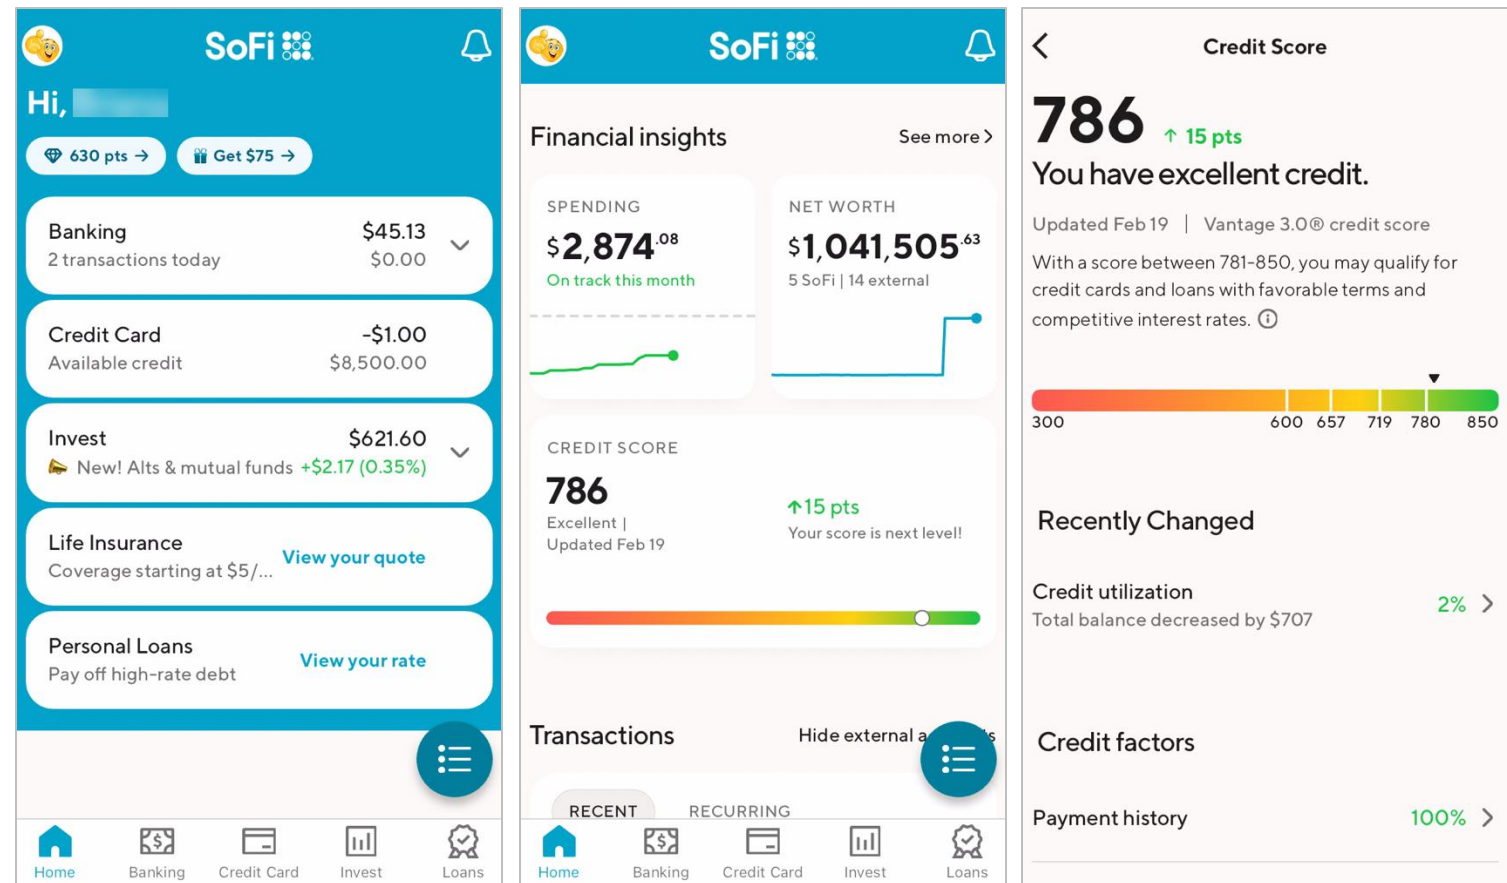 SoFi
Hi,
630 pts →
Get $75 →
Banking $45.13
2 transactions today $0.00
Credit Card -$1.00
Available credit $8,500.00
Invest $621.60
New! Alts & mutual funds +$2.17 (0.35%)
Life Insurance
View your quote
Coverage starting at $5/...
Personal Loans
View your rate
Pay off high-rate debt
Home Banking Credit Card Invest Loans
SoFi
Financial insights See more >
SPENDING
$2,874.08
On track this month
NET WORTH
$1,041,505.63
5 SoFi | 14 external
CREDIT SCORE
786
Excellent |
Updated Feb 19
↑15 pts
Your score is next level!
Transactions Hide external a
RECENT RECURRING
Home Banking Credit Card Invest Loans
Credit Score
786 ↑ 15 pts
You have excellent credit.
Updated Feb 19 | Vantage 3.0® credit score
With a score between 781-850, you may qualify for
credit cards and loans with favorable terms and
competitive interest rates.
300 600 657 719 780 850
Recently Changed
Credit utilization 2%
Total balance decreased by $707
Credit factors
Payment history 100%